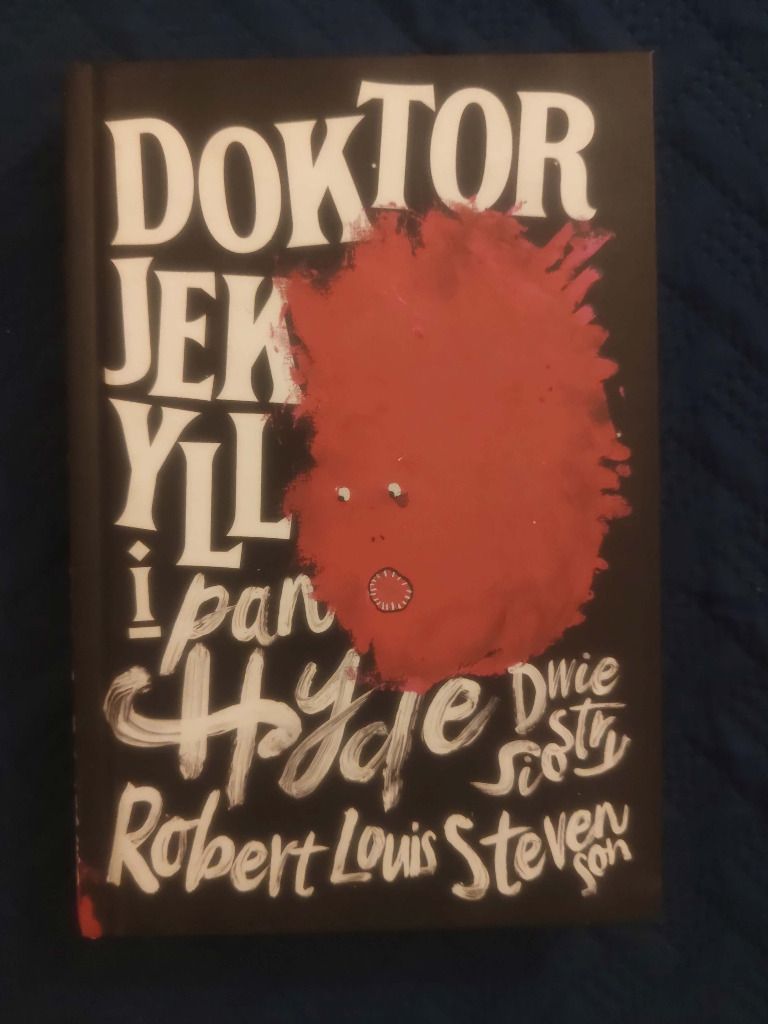 DOKTOR
JEK
YLL
i pan
Hyde
Dwie
siostry
Robert Louis Steven
son